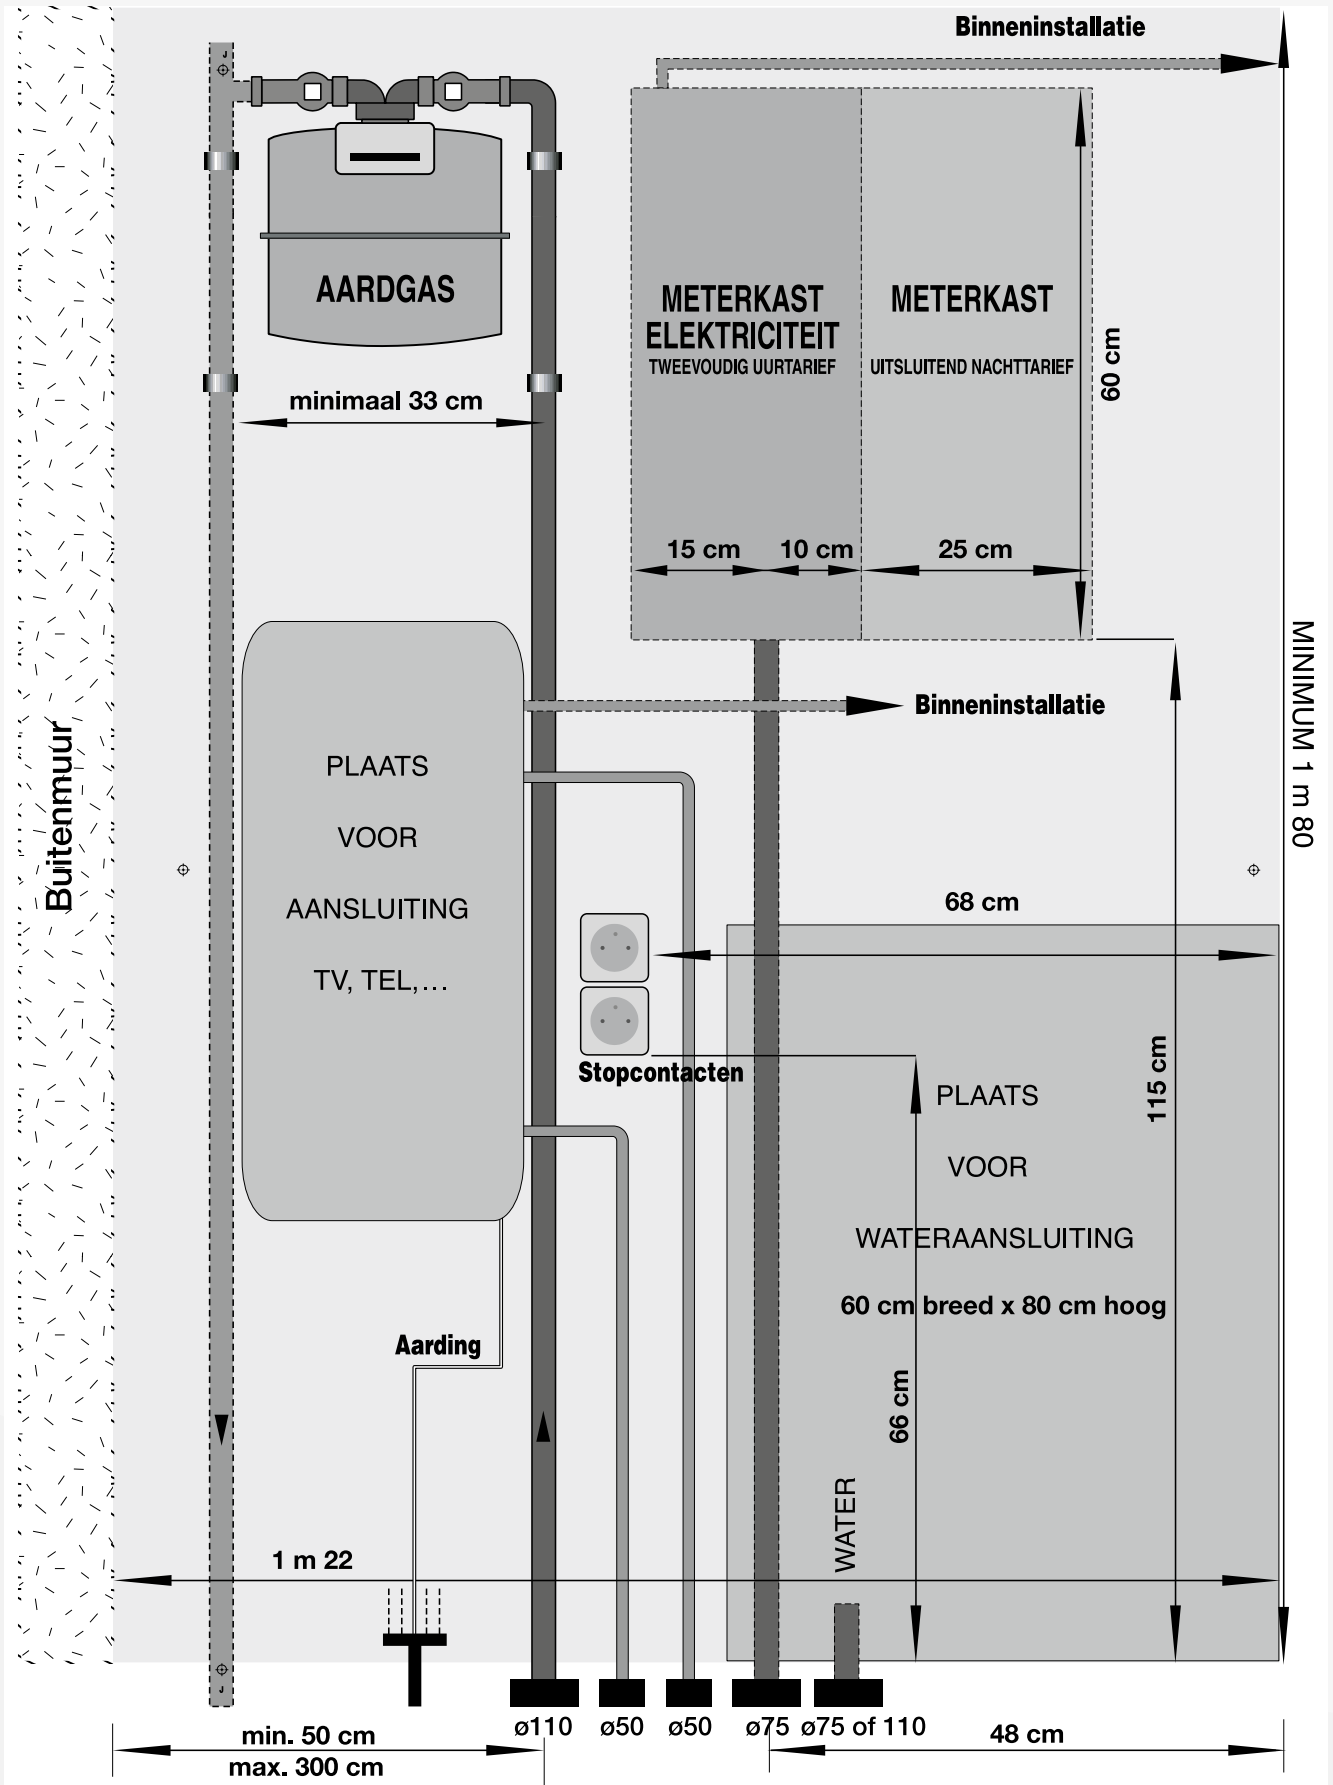 Binneninstallatie
AARDGAS
METERKAST
ELEKTRICITEIT
TWEEVOUDIG UURTARIEF
METERKAST
UITSLUITEND NACHTTARIEF
60 cm
minimaal 33 cm
15 cm
10 cm
25 cm
MINIMUM 1 m 80
Buitenmuur
Binneninstallatie
PLAATS
VOOR
AANSLUITING
TV, TEL,...
68 cm
Stopcontacten
115 cm
PLAATS
VOOR
WATERAANSLUITING
60 cm breed x 80 cm hoog
Aarding
66 cm
WATER
1 m 22
ø110
ø50
ø50
ø75
ø75 of 110
min. 50 cm
max. 300 cm
48 cm